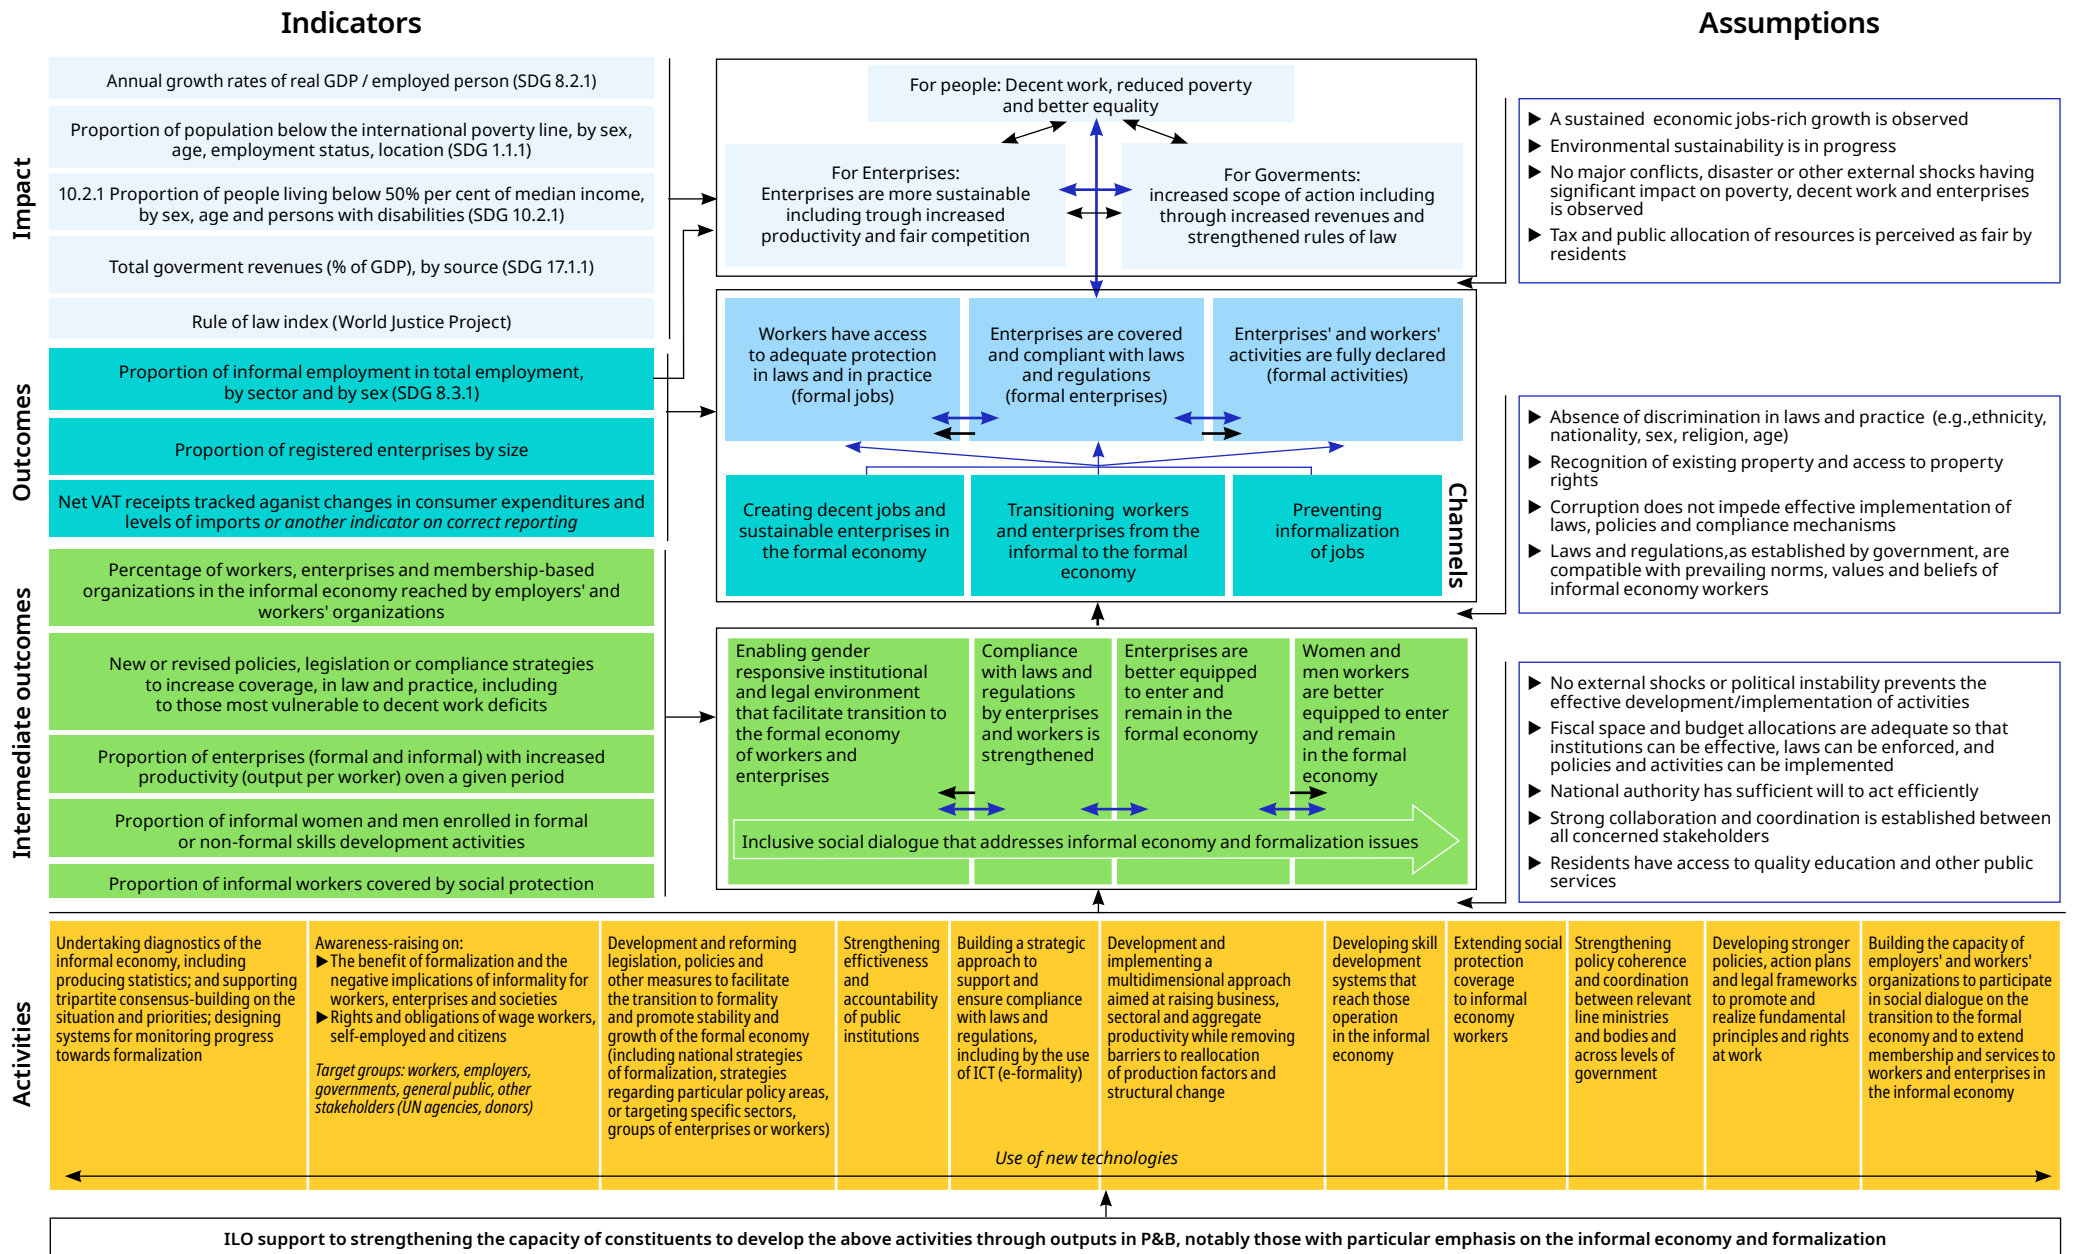 Indicators
Assumptions
Impact
Annual growth rates of real GDP / employed person (SDG 8.2.1)
Proportion of population below the international poverty line, by sex,
age, employment status, location (SDG 1.1.1)
10.2.1 Proportion of people living below 50% per cent of median income,
by sex, age and persons with disabilities (SDG 10.2.1)
Total goverment revenues (% of GDP), by source (SDG 17.1.1)
Rule of law index (World Justice Project)
For people: Decent work, reduced poverty
and better equality
For Enterprises:
Enterprises are more sustainable
including trough increased
productivity and fair competition
For Goverments:
increased scope of action including
through increased revenues and
strengthened rules of law
▶ A sustained economic jobs-rich growth is observed
▶ Environmental sustainability is in progress
▶ No major conflicts, disaster or other external shocks having
significant impact on poverty, decent work and enterprises
is observed
▶ Tax and public allocation of resources is perceived as fair by
residents
Outcomes
Proportion of informal employment in total employment,
by sector and by sex (SDG 8.3.1)
Proportion of registered enterprises by size
Net VAT receipts tracked aganist changes in consumer expenditures and
levels of imports or another indicator on correct reporting
Workers have access
to adequate protection
in laws and in practice
(formal jobs)
Enterprises are covered
and compliant with laws
and regulations
(formal enterprises)
Enterprises' and workers'
activities are fully declared
(formal activities)
Creating decent jobs and
sustainable enterprises in
the formal economy
Transitioning workers
and enterprises from the
informal to the formal
economy
Preventing
informalization
of jobs
Channels
▶ Absence of discrimination in laws and practice (e.g.,ethnicity,
nationality, sex, religion, age)
▶ Recognition of existing property and access to property
rights
▶ Corruption does not impede effective implementation of
laws, policies and compliance mechanisms
▶ Laws and regulations,as established by government, are
compatible with prevailing norms, values and beliefs of
informal economy workers
Intermediate outcomes
Percentage of workers, enterprises and membership-based
organizations in the informal economy reached by employers' and
workers' organizations
New or revised policies, legislation or compliance strategies
to increase coverage, in law and practice, including
to those most vulnerable to decent work deficits
Proportion of enterprises (formal and informal) with increased
productivity (output per worker) oven a given period
Proportion of informal women and men enrolled in formal
or non-formal skills development activities
Proportion of informal workers covered by social protection
Enabling gender
responsive institutional
and legal environment
that facilitate transition to
the formal economy
of workers and
enterprises
Compliance
with laws and
regulations
by enterprises
and workers is
strengthened
Enterprises are
better equipped
to enter and
remain in the
formal economy
Women and
men workers
are better
equipped to enter
and remain
in the formal
economy
Inclusive social dialogue that addresses informal economy and formalization issues
▶ No external shocks or political instability prevents the
effective development/implementation of activities
▶ Fiscal space and budget allocations are adequate so that
institutions can be effective, laws can be enforced, and
policies and activities can be implemented
▶ National authority has sufficient will to act efficiently
▶ Strong collaboration and coordination is established between
all concerned stakeholders
▶ Residents have access to quality education and other public
services
Activities
Undertaking diagnostics of the
informal economy, including
producing statistics; and supporting
tripartite consensus-building on the
situation and priorities; designing
systems for monitoring progress
towards formalization
Awareness-raising on:
▶ The benefit of formalization and the
negative implications of informality for
workers, enterprises and societies
▶ Rights and obligations of wage workers,
self-employed and citizens
Target groups: workers, employers,
governments, general public, other
stakeholders (UN agencies, donors)
Development and reforming
legislation, policies and
other measures to facilitate
the transition to formality
and promote stability and
growth of the formal economy
(including national strategies
of formalization, strategies
regarding particular policy areas,
or targeting specific sectors,
groups of enterprises or workers)
Strengthening
effictiveness
and
accountability
of public
institutions
Building a strategic
approach to
support and
ensure compliance
with laws and
regulations,
including by the use
of ICT (e-formality)
Development and
implementing a
multidimensional approach
aimed at raising business,
sectoral and aggregate
productivity while removing
barriers to reallocation
of production factors and
structural change
Developing skill
development
systems that
reach those
operation
in the informal
economy
Extending social
protection
coverage
to informal
economy
workers
Strengthening
policy coherence
and coordination
between relevant
line ministries
and bodies and
across levels of
government
Developing stronger
policies, action plans
and legal frameworks
to promote and
realize fundamental
principles and rights
at work
Building the capacity of
employers' and workers'
organizations to participate
in social dialogue on the
transition to the formal
economy and to extend
membership and services to
workers and enterprises in
the informal economy
Use of new technologies
ILO support to strengthening the capacity of constituents to develop the above activities through outputs in P&B, notably those with particular emphasis on the informal economy and formalization